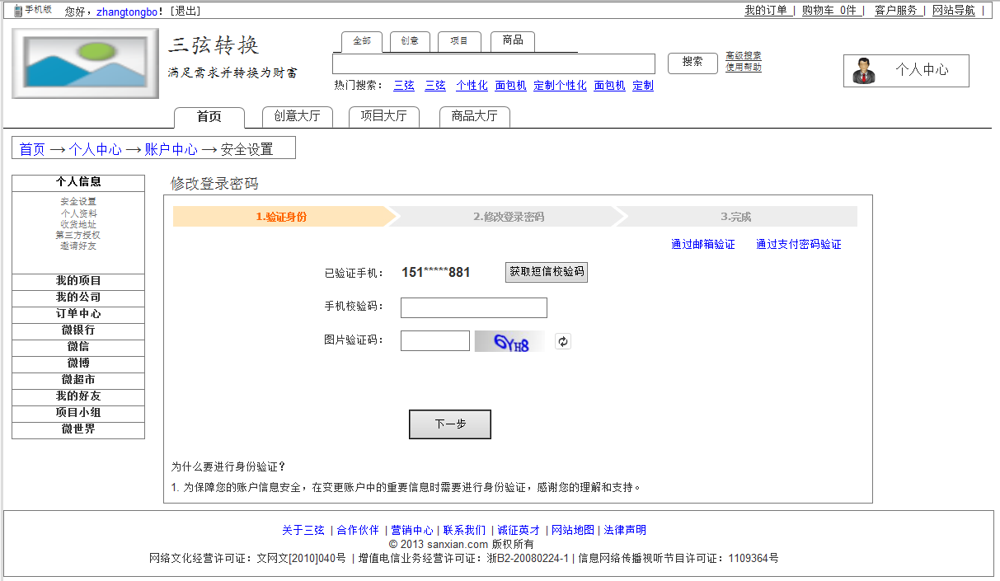 手机版 您好，zhangtongbo！[退出] 我的订单 | 购物车 0件 | 客户服务 | 网站导航 |
三弦转换
满足需求并转换为财富
全部 创意 项目 商品
搜索 高级搜索
使用帮助
个人中心
热门搜索： 三弦 三弦 个性化 面包机 定制个性化 面包机 定制
首页 创意大厅 项目大厅 商品大厅
首页 → 个人中心 → 账户中心 → 安全设置
个人信息
安全设置
个人资料
收货地址
第三方授权
邀请好友
我的项目
我的公司
订单中心
微银行
微信
微博
微超市
我的好友
项目小组
微世界
修改登录密码
1.验证身份 2.修改登录密码 3.完成
通过邮箱验证 通过支付密码验证
已验证手机： 151*****881 获取短信校验码
手机校验码：
图片验证码： 6YH8
下一步
为什么要进行身份验证？
1. 为保障您的账户信息安全，在变更账户中的重要信息时需要进行身份验证，感谢您的理解和支持。
关于三弦 | 合作伙伴 | 营销中心 | 联系我们 | 诚征英才 | 网站地图 | 法律声明
© 2013 sanxian.com 版权所有
网络文化经营许可证：文网文[2010]040号 | 增值电信业务经营许可证：浙B2-20080224-1 | 信息网络传播视听节目许可证：1109364号